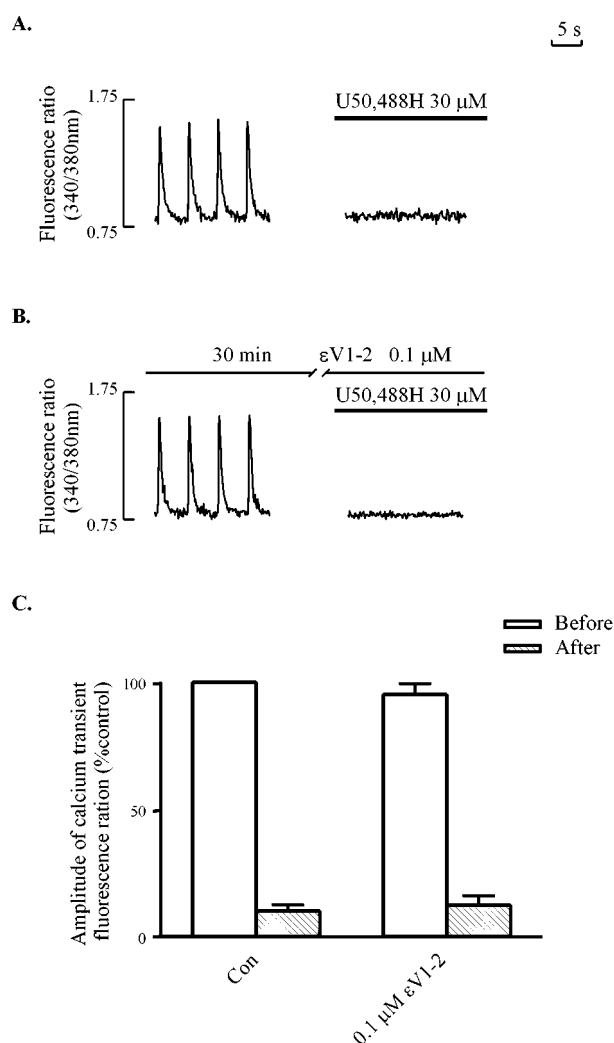 A.
5 s
1.75
U50,488H 30 μM
Fluorescence ratio
(340/380nm)
0.75
B.
30 min εV1-2 0.1 μM
1.75
U50,488H 30 μM
Fluorescence ratio
(340/380nm)
0.75
C.
Before
After
Amplitude of calcium transient
fluorescence ration (%control)
100
50
0
Con
0.1 μM εV1-2